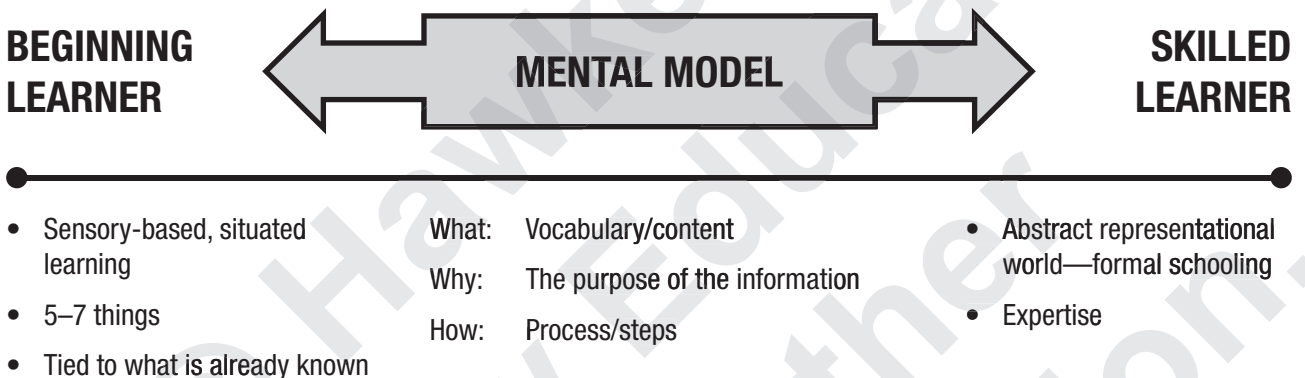 BEGINNING
LEARNER
MENTAL MODEL
SKILLED
LEARNER
• Sensory-based, situated
learning
• 5–7 things
• Tied to what is already known
What: Vocabulary/content
Why: The purpose of the information
How: Process/steps
• Abstract representational
world—formal schooling
• Expertise